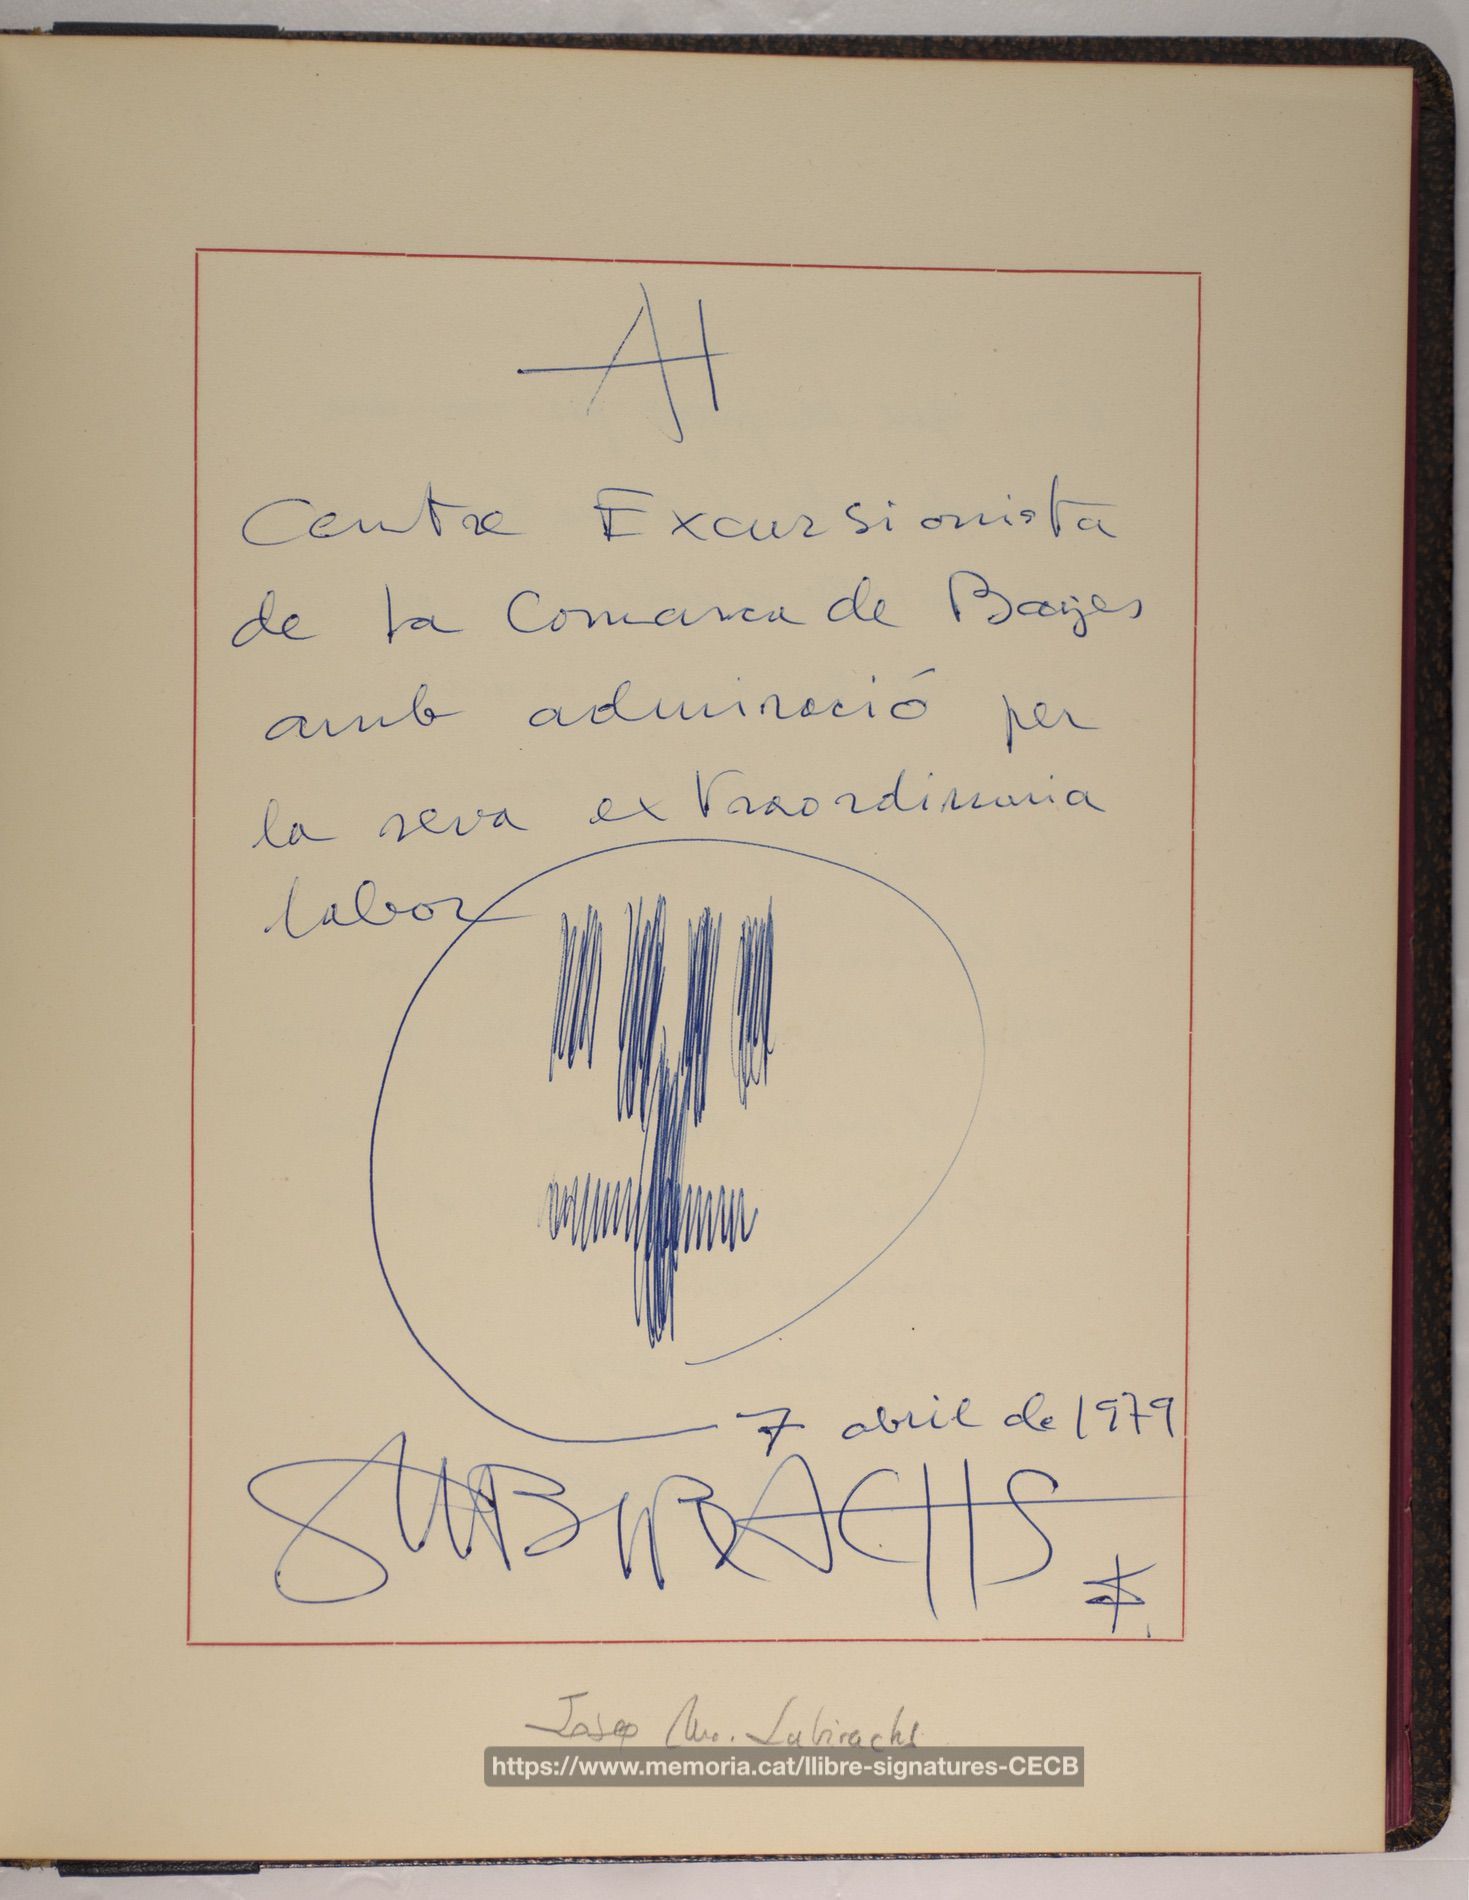 Al
Centre Excursionista
de la Comarca de Bages
amb admiració per
la seva extraordinaria
labor
7 abril de 1979
SUBIRACHS
Josep Mª. Subirachs
https://www.memoria.cat/llibre-signatures-CECB